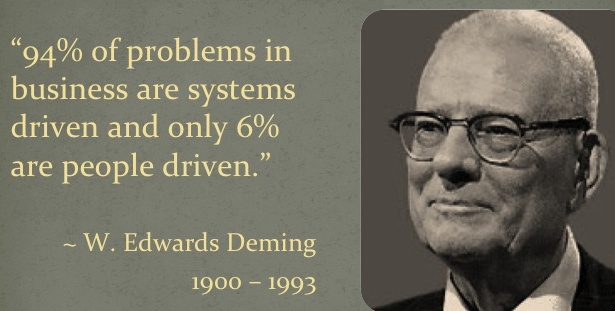 “94% of problems in
business are systems
driven and only 6%
are people driven.”
~ W. Edwards Deming
1900 – 1993